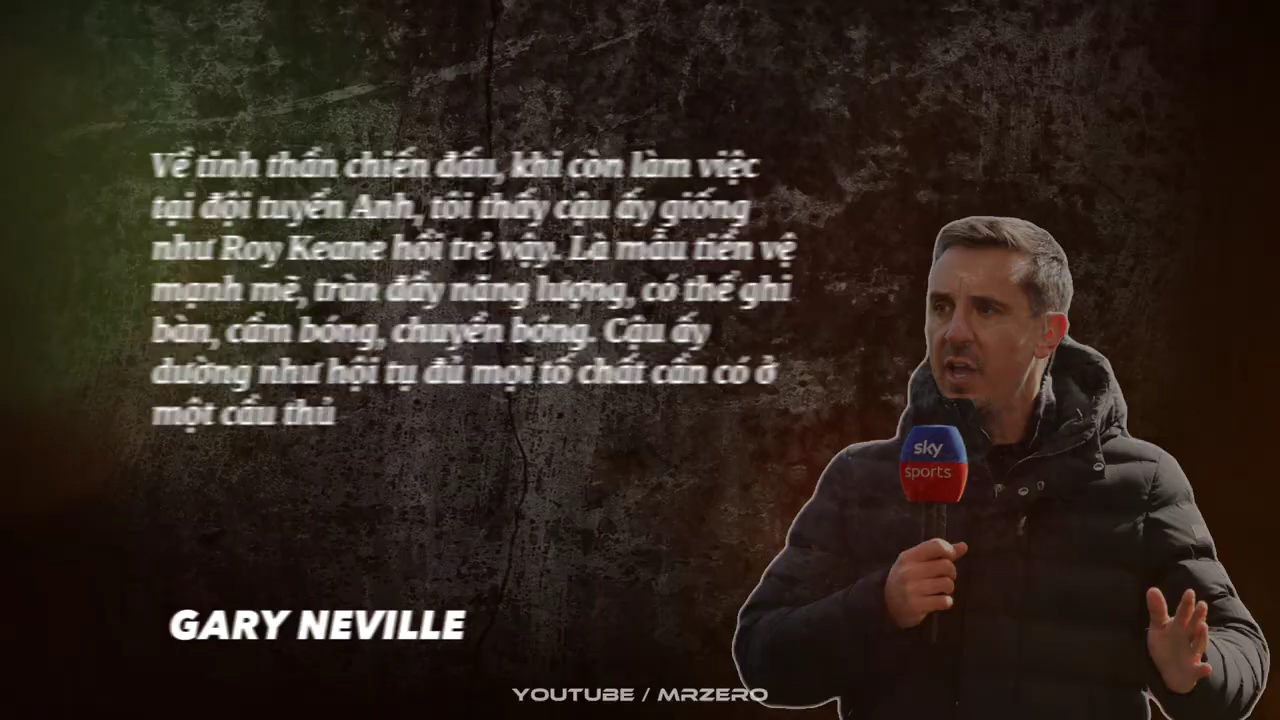 Về tinh thần chiến đấu, khi còn làm việc
tại đội tuyển Anh, tôi thấy cậu ấy giống
như Roy Keane hồi trẻ vậy. Là mẫu tiền vệ
mạnh mẽ, tràn đầy năng lượng, có thể ghi
bàn, cầm bóng, chuyền bóng. Cậu ấy
dường như hội tụ đủ mọi tố chất cần có ở
một cầu thủ
sky
sports
GARY NEVILLE
YOUTUBE / MRZERO